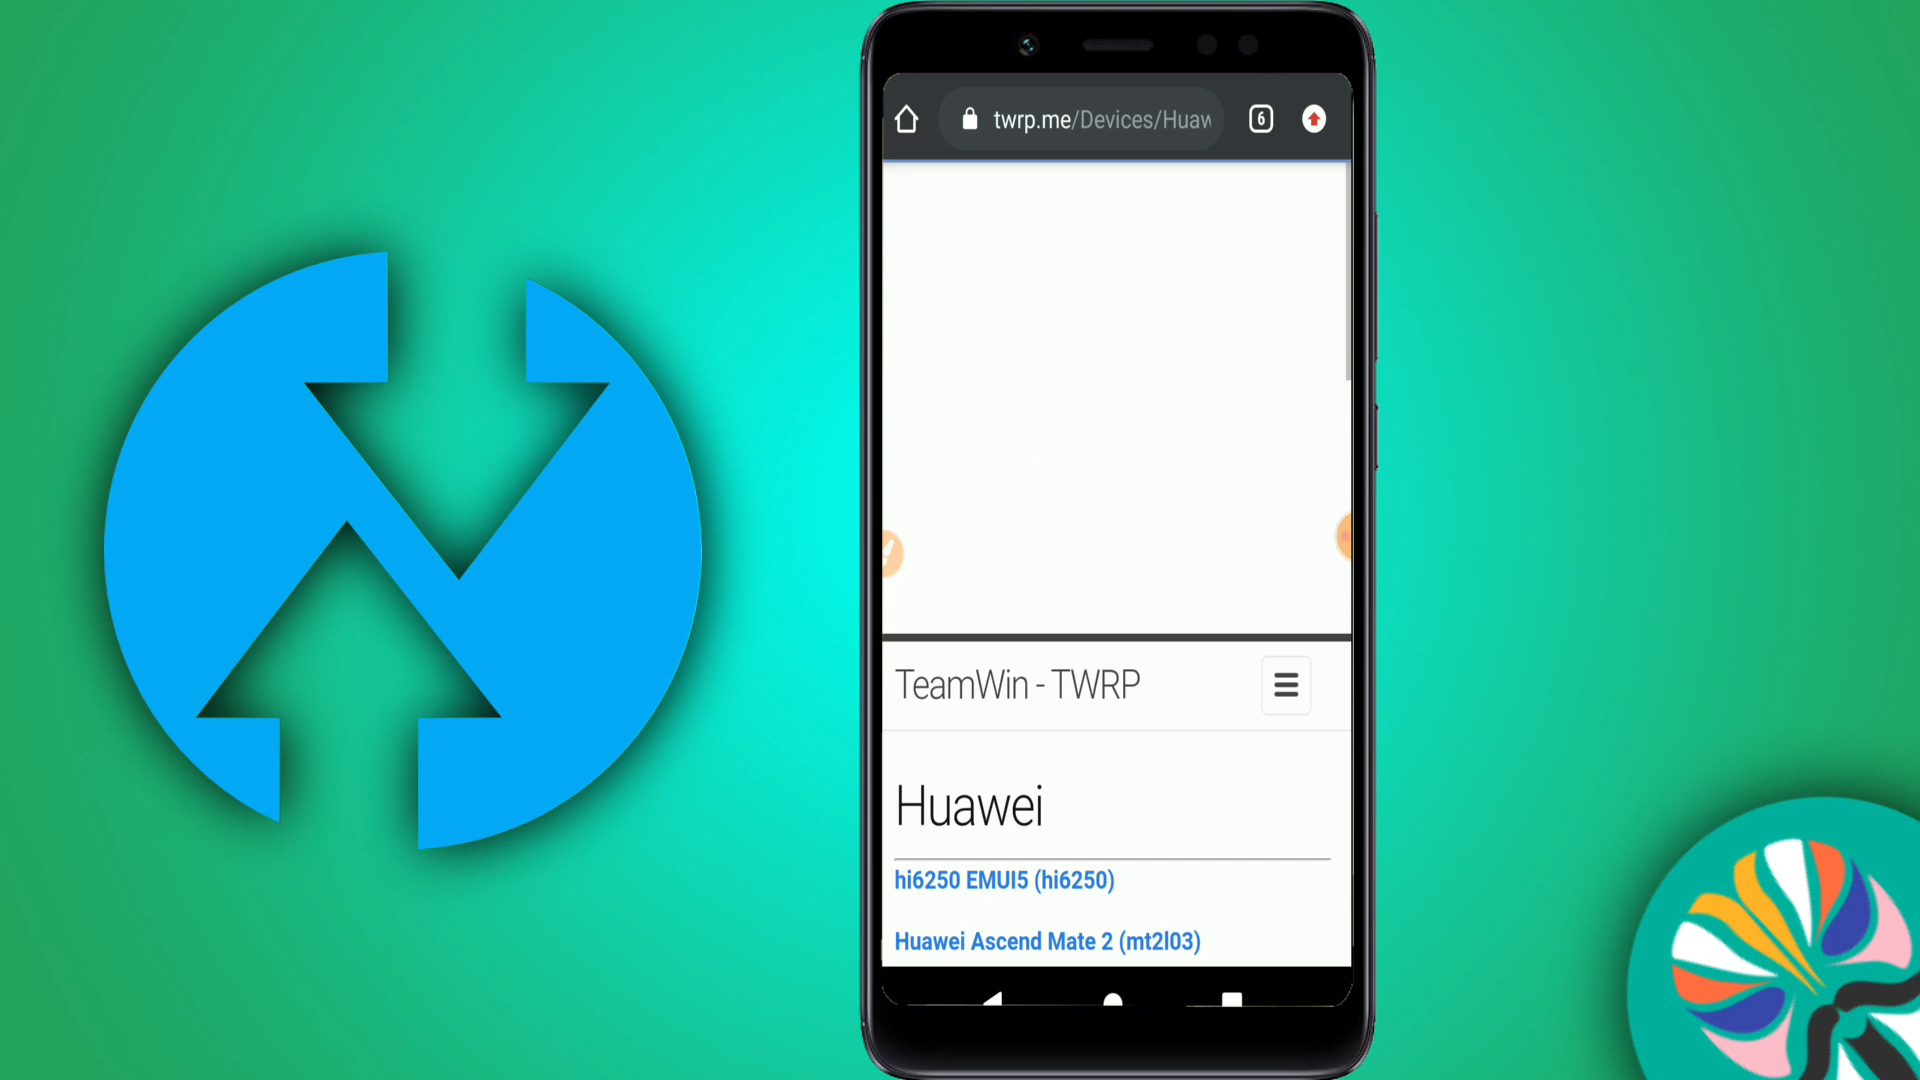 twrp.me/Devices/Huaw
6
TeamWin - TWRP
Huawei
hi6250 EMUI5 (hi6250)
Huawei Ascend Mate 2 (mt2l03)